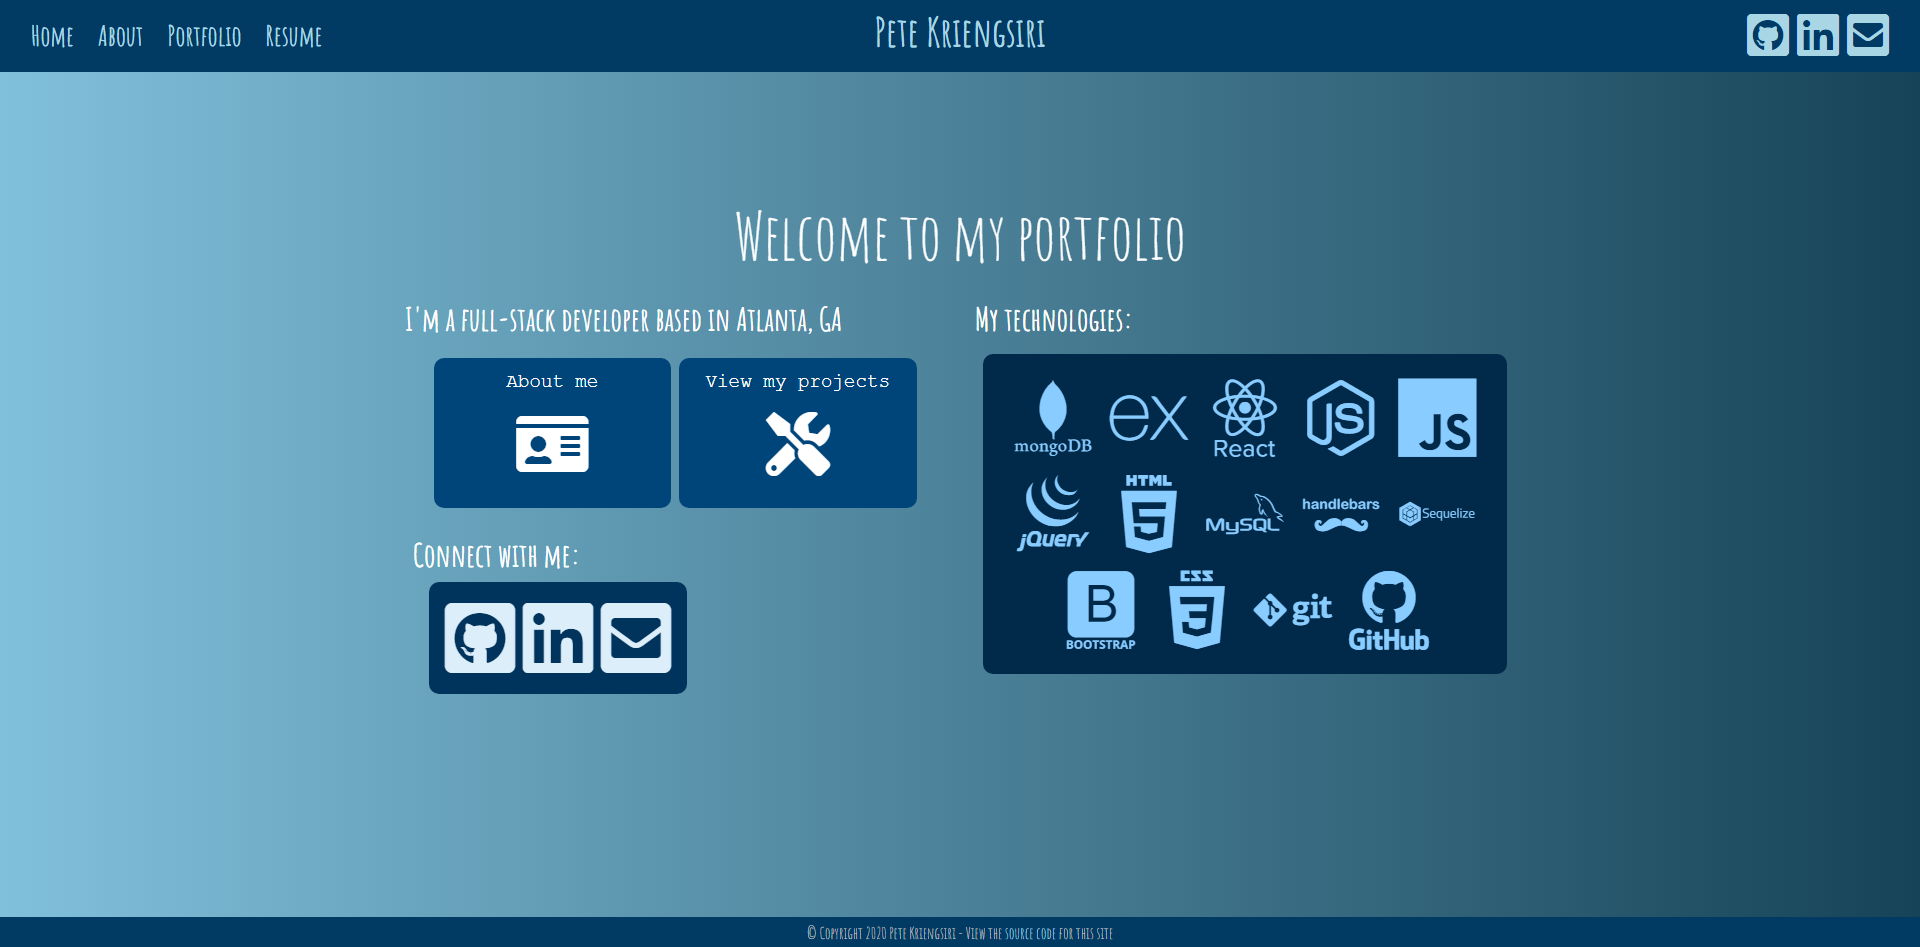 Home About Portfolio Resume
Pete Kriengsiri
in
Welcome to my portfolio
I'm a full-stack developer based in Atlanta, GA
About me
View my projects
Connect with me:
in
My technologies:
mongoDB
ex
React
JS
JS
jQuery
HTML
5
MySQL
handlebars
Sequelize
B
BOOTSTRAP
CSS
3
git
GitHub
© Copyright 2020 Pete Kriengsiri - View the source code for this site